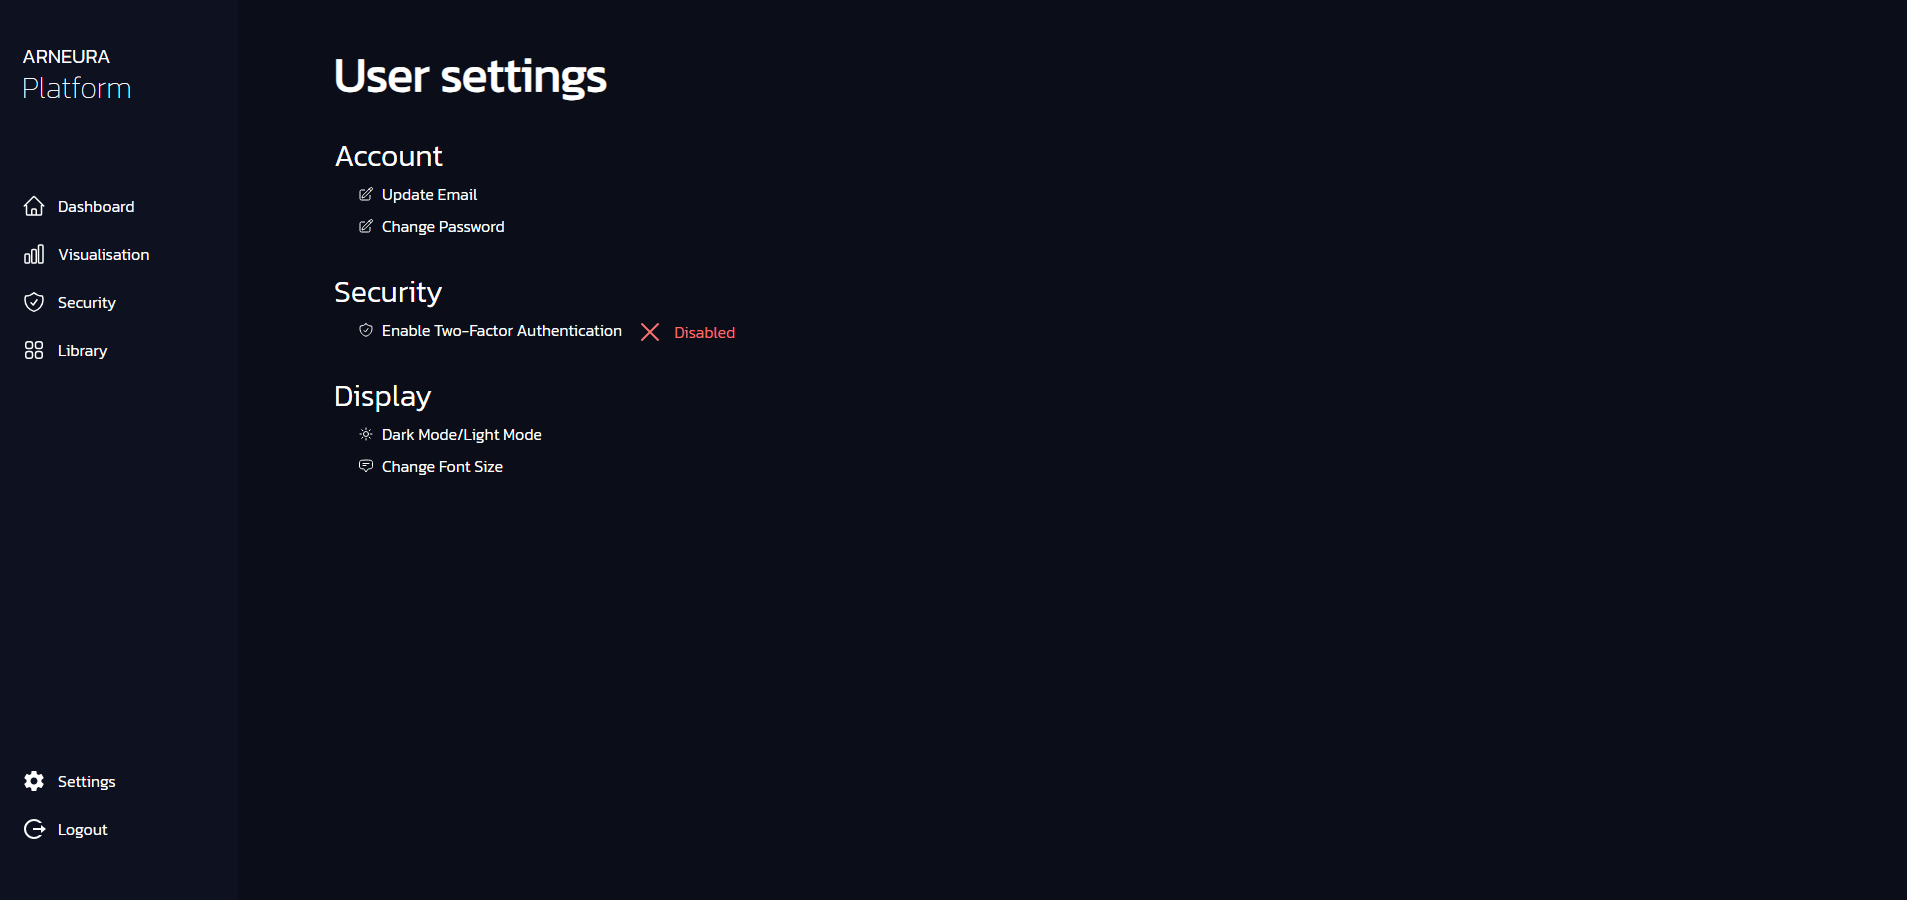 ARNEURA
Platform
Dashboard
Visualisation
Security
Library
Settings
Logout
User settings
Account
Update Email
Change Password
Security
Enable Two-Factor Authentication Disabled
Display
Dark Mode/Light Mode
Change Font Size